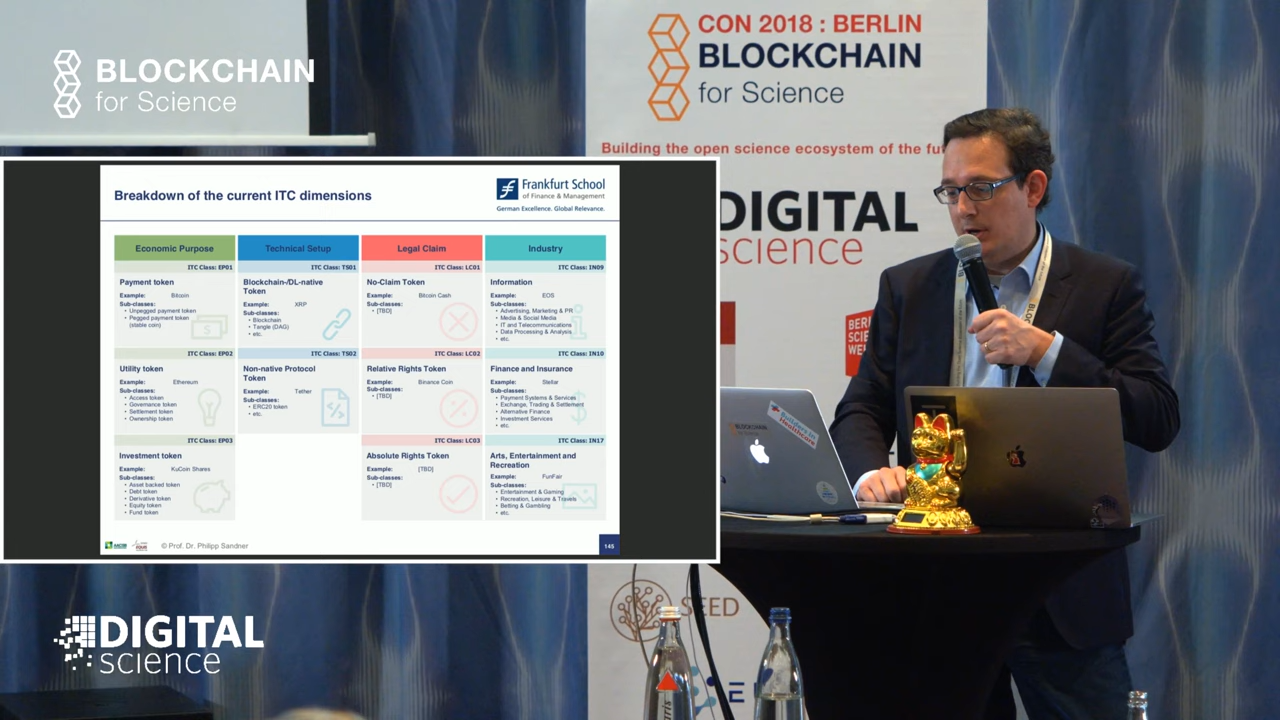 BLOCKCHAIN
for Science
CON 2018 : BERLIN
BLOCKCHAIN
for Science
Building the open science ecosystem of the fu
DIGITAL
science
Breakdown of the current ITC dimensions
Frankfurt School
of Finance & Management
German Excellence. Global Relevance.
Economic Purpose
ITC Class: EP01
Payment token
Example: Bitcoin
Sub-classes:
• Unpegged payment token
• Pegged payment token
(stable coin)
ITC Class: EP02
Utility token
Example: Ethereum
Sub-classes:
• Access token
• Governance token
• Settlement token
• Ownership token
ITC Class: EP03
Investment token
Example: KuCoin Shares
Sub-classes:
• Asset backed token
• Debt token
• Derivative token
• Equity token
• Fund token
Technical Setup
ITC Class: TS01
Blockchain-/DL-native
Token
Example: XRP
Sub-classes:
• Blockchain
• Tangle (DAG)
• etc.
ITC Class: TS02
Non-native Protocol
Token
Example: Tether
Sub-classes:
• ERC20 token
• etc.
Legal Claim
ITC Class: LC01
No-Claim Token
Example: Bitcoin Cash
Sub-classes:
• [TBD]
ITC Class: LC02
Relative Rights Token
Example: Binance Coin
Sub-classes:
• [TBD]
ITC Class: LC03
Absolute Rights Token
Example: [TBD]
Sub-classes:
• [TBD]
Industry
ITC Class: IN09
Information
Example: EOS
Sub-classes:
• Advertising, Marketing & PR
• Media & Social Media
• IT and Telecommunications
• Data Processing & Analysis
• etc.
ITC Class: IN10
Finance and Insurance
Example: Stellar
Sub-classes:
• Payment Systems & Services
• Exchange, Trading & Settlement
• Alternative Finance
• Investment Services
• etc.
ITC Class: IN17
Arts, Entertainment and
Recreation
Example: FunFair
Sub-classes:
• Entertainment & Gaming
• Recreation, Leisure & Travels
• Betting & Gambling
• etc.
© Prof. Dr. Philipp Sandner
145
BERL
SCIE
WEE
BLOC
BLOCKCHAIN
for Science
Healthcare
SEED
DIGITAL
science